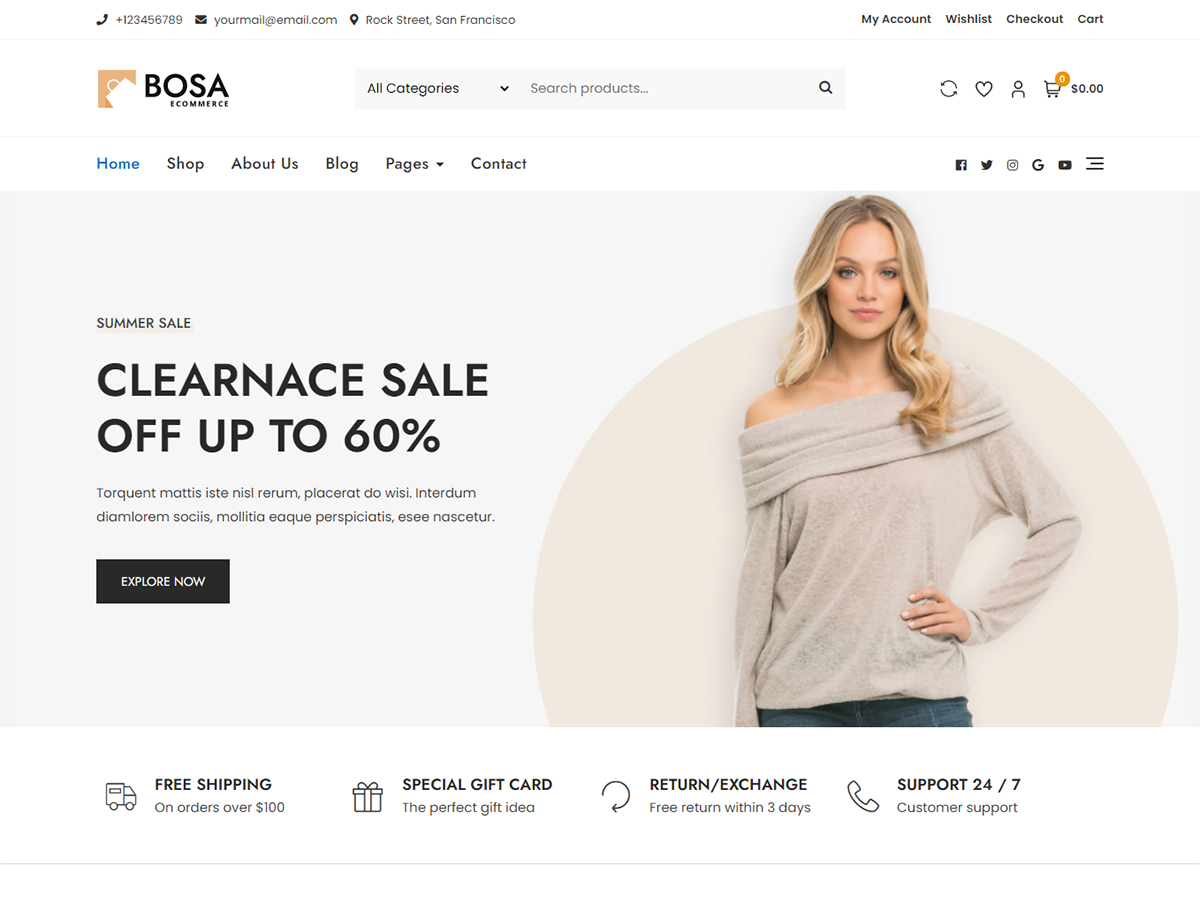 +123456789 yourmail@email.com Rock Street, San Francisco My Account Wishlist Checkout Cart
BOSA
ECOMMERCE
All Categories Search products... 0 $0.00
Home Shop About Us Blog Pages Contact
SUMMER SALE
CLEARNACE SALE
OFF UP TO 60%
Torquent mattis iste nisl rerum, placerat do wisi. Interdum
diamlorem sociis, mollitia eaque perspiciatis, esee nascetur.
EXPLORE NOW
FREE SHIPPING
On orders over $100
SPECIAL GIFT CARD
The perfect gift idea
RETURN/EXCHANGE
Free return within 3 days
SUPPORT 24 / 7
Customer support